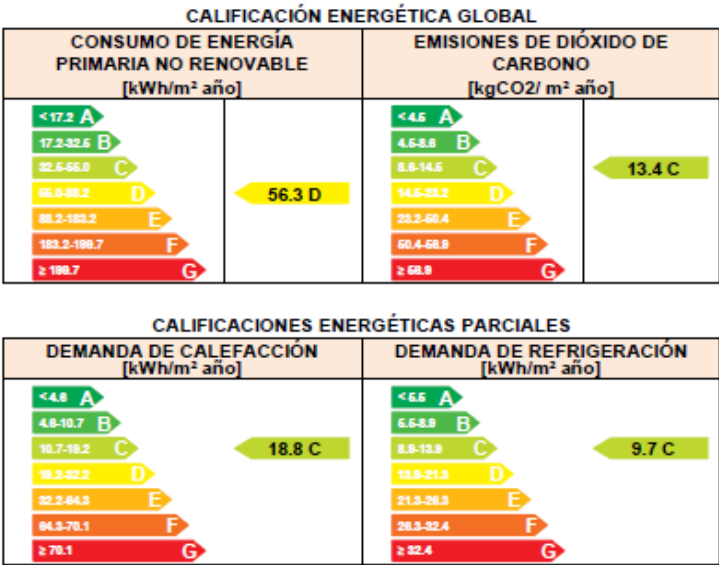 CALIFICACIÓN ENERGÉTICA GLOBAL
CONSUMO DE ENERGÍA
PRIMARIA NO RENOVABLE
[kWh/m² año]
EMISIONES DE DIÓXIDO DE
CARBONO
[kgCO2/ m² año]
<17.2 A
17.2-32.5 B
32.5-55.0 C
55.0-88.2 D
88.2-183.2 E
183.2-199.7 F
≥ 199.7 G
56.3 D
<4.5 A
4.5-8.6 B
8.6-14.5 C
14.5-23.2 D
23.2-50.4 E
50.4-58.9 F
≥ 58.9 G
13.4 C
CALIFICACIONES ENERGÉTICAS PARCIALES
DEMANDA DE CALEFACCIÓN
[kWh/m² año]
DEMANDA DE REFRIGERACIÓN
[kWh/m² año]
<4.6 A
4.6-10.7 B
10.7-19.2 C
19.2-32.2 D
32.2-64.3 E
64.3-70.1 F
≥ 70.1 G
18.8 C
<5.5 A
5.5-8.9 B
8.9-13.9 C
13.9-21.3 D
21.3-26.3 E
26.3-32.4 F
≥ 32.4 G
9.7 C